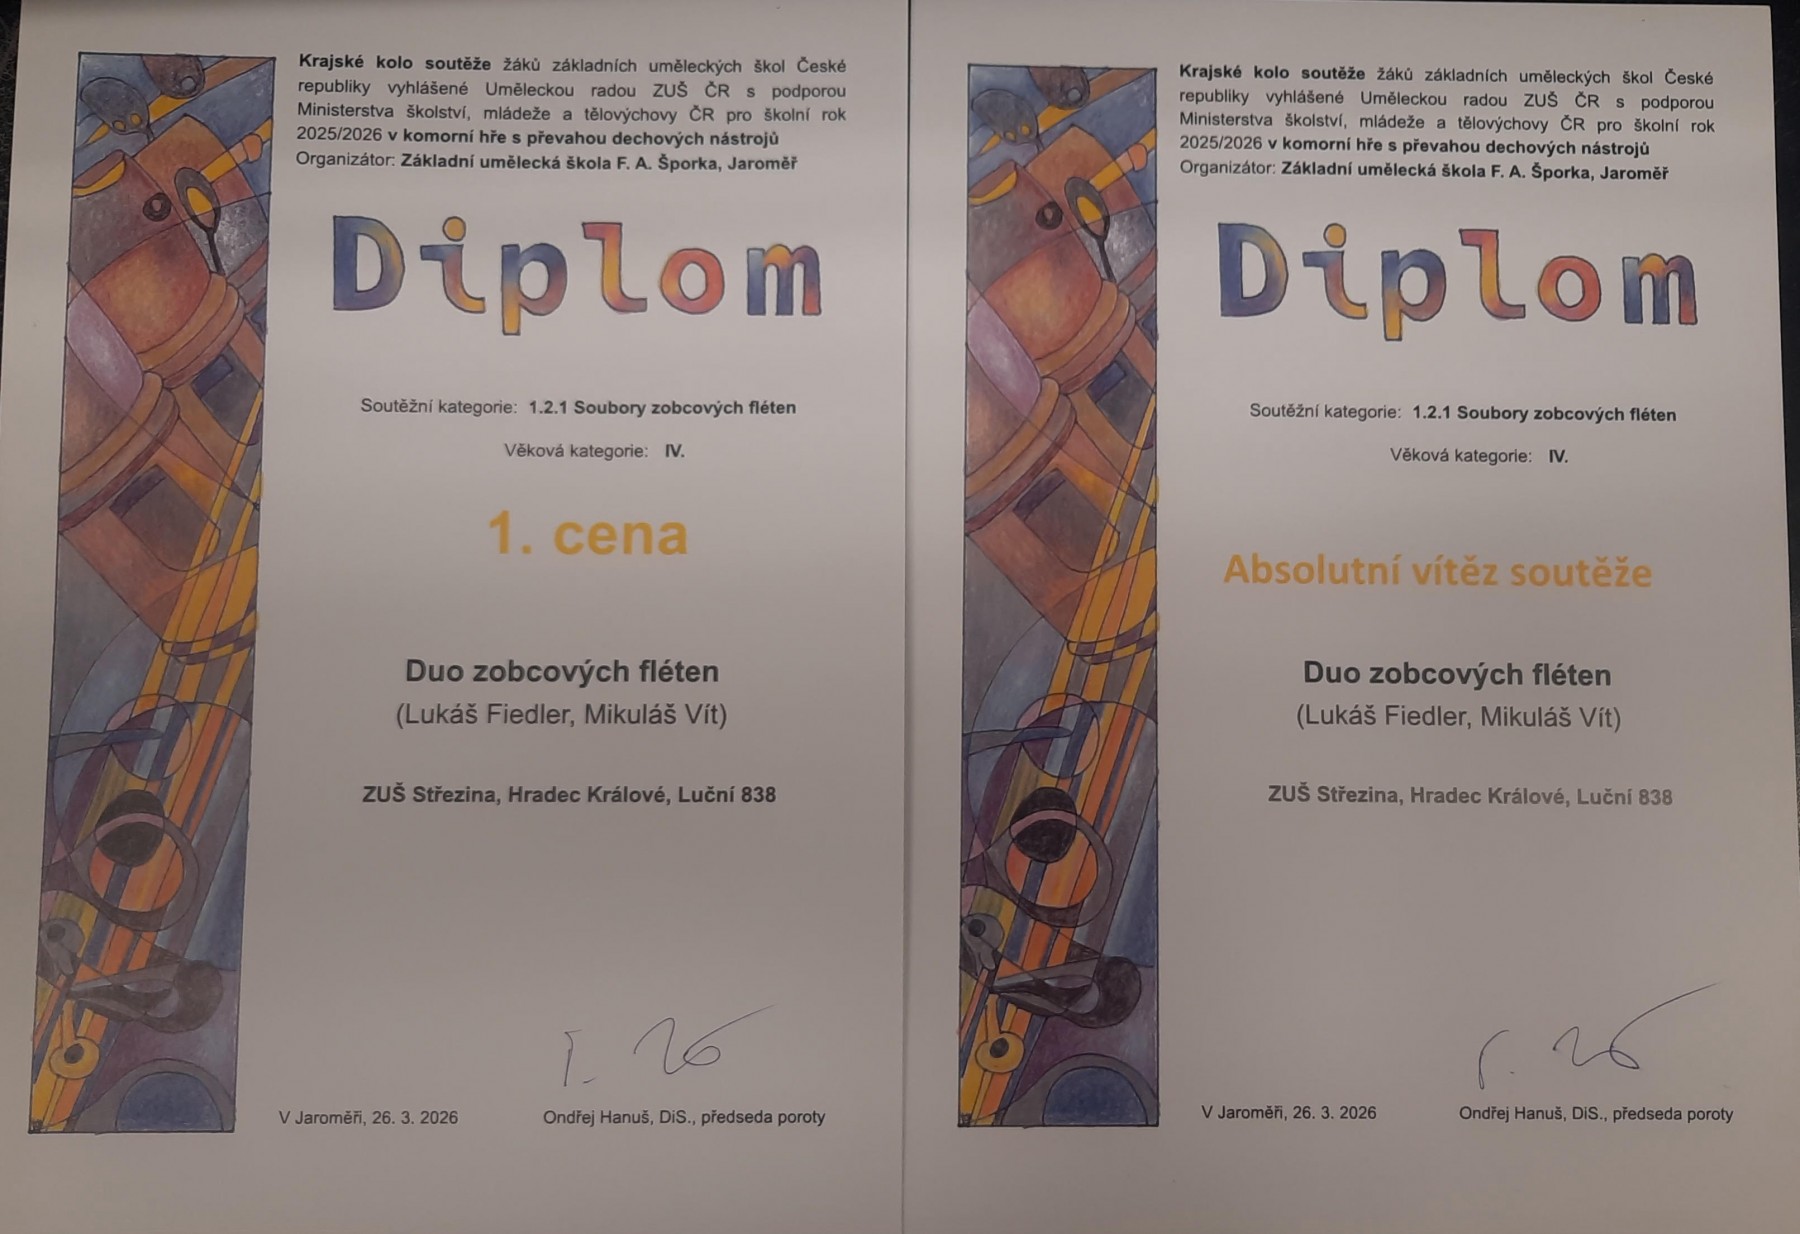 Krajské kolo soutěže žáků základních uměleckých škol České
republiky vyhlášené Uměleckou radou ZUŠ ČR s podporou
Ministerstva školství, mládeže a tělovýchovy ČR pro školní rok
2025/2026 v komorní hře s převahou dechových nástrojů
Organizátor: Základní umělecká škola F. A. Šporka, Jaroměř
Diplom
Soutěžní kategorie: 1.2.1 Soubory zobcových fléten
Věková kategorie: IV.
1. cena
Duo zobcových fléten
(Lukáš Fiedler, Mikuláš Vít)
ZUŠ Střezina, Hradec Králové, Luční 838
V Jaroměři, 26. 3. 2026
Ondřej Hanuš, DiS., předseda poroty
Krajské kolo soutěže žáků základních uměleckých škol České
republiky vyhlášené Uměleckou radou ZUŠ ČR s podporou
Ministerstva školství, mládeže a tělovýchovy ČR pro školní rok
2025/2026 v komorní hře s převahou dechových nástrojů
Organizátor: Základní umělecká škola F. A. Šporka, Jaroměř
Diplom
Soutěžní kategorie: 1.2.1 Soubory zobcových fléten
Věková kategorie: IV.
Absolutní vítěz soutěže
Duo zobcových fléten
(Lukáš Fiedler, Mikuláš Vít)
ZUŠ Střezina, Hradec Králové, Luční 838
V Jaroměři, 26. 3. 2026
Ondřej Hanuš, DiS., předseda poroty